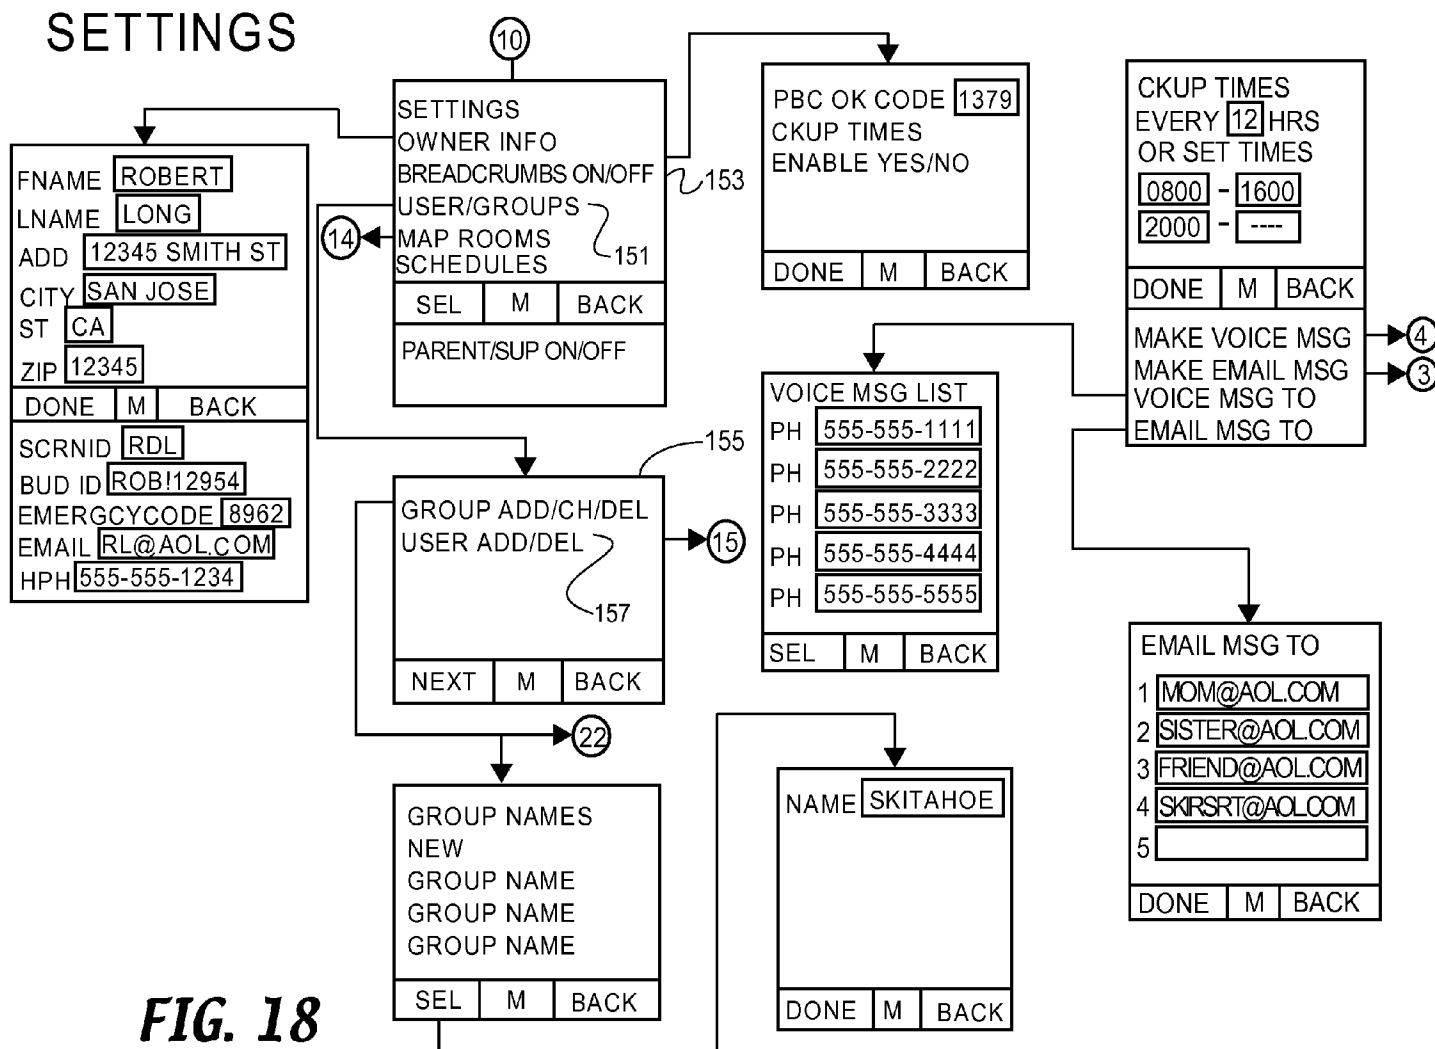 SETTINGS
10
SETTINGS
OWNER INFO
BREADCRUMBS ON/OFF
USER/GROUPS
MAP ROOMS
SCHEDULES
SEL M BACK
PARENT/SUP ON/OFF
153
151
14
FNAME ROBERT
LNAME LONG
ADD 12345 SMITH ST
CITY SAN JOSE
ST CA
ZIP 12345
DONE M BACK
SCRNID RDL
BUD ID ROB!12954
EMERGCYCODE 8962
EMAIL RL@AOL.COM
HPH 555-555-1234
PBC OK CODE 1379
CKUP TIMES
ENABLE YES/NO
DONE M BACK
CKUP TIMES
EVERY 12 HRS
OR SET TIMES
0800 - 1600
2000 - ----
DONE M BACK
MAKE VOICE MSG
MAKE EMAIL MSG
VOICE MSG TO
EMAIL MSG TO
4
3
VOICE MSG LIST
PH 555-555-1111
PH 555-555-2222
PH 555-555-3333
PH 555-555-4444
PH 555-555-5555
SEL M BACK
155
GROUP ADD/CH/DEL
USER ADD/DEL
157
NEXT M BACK
15
22
EMAIL MSG TO
1 MOM@AOL.COM
2 SISTER@AOL.COM
3 FRIEND@AOL.COM
4 SKIRSRT@AOLCOM
5
DONE M BACK
GROUP NAMES
NEW
GROUP NAME
GROUP NAME
GROUP NAME
SEL M BACK
NAME SKITAHOE
DONE M BACK
FIG. 18